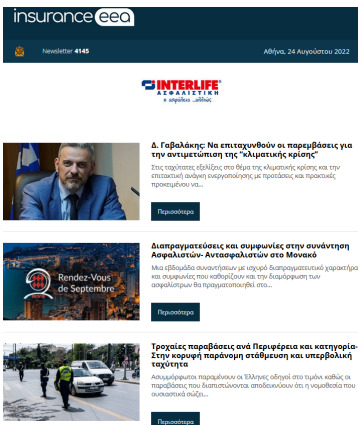 insurance eea
Newsletter 4145
Αθήνα, 24 Αυγούστου 2022
INTERLIFE
ΑΣΦΑΛΙΣΤΙΚΗ
η ασφάλεια ...αλλιώς
Δ. Γαβαλάκης: Να επιταχυνθούν οι παρεμβάσεις για
την αντιμετώπιση της "κλιματικής κρίσης"
Στις ταχύτατες εξελίξεις στο θέμα της κλιματικής κρίσης και την
επιτακτική ανάγκη ενεργοποίησης με προτάσεις και πρακτικές
προκειμένου να...
Περισσότερα
Διαπραγματεύσεις και συμφωνίες στην συνάντηση
Ασφαλιστών- Αντασφαλιστών στο Μονακό
Μια εβδομάδα συναντήσεων με ισχυρό διαπραγματευτικό χαρακτήρα
και συμφωνίες που καθορίζουν και την διαμόρφωση των
ασφαλίστρων θα πραγματοποιηθεί στο...
Rendez-Vous
de Septembre
Περισσότερα
Τροχαίες παραβάσεις ανά Περιφέρεια και κατηγορία-
Στην κορυφή παράνομη στάθμευση και υπερβολική
ταχύτητα
Ασυμμόρφωτοι παραμένουν οι Έλληνες οδηγοί στο τιμόνι καθώς οι
παραβάσεις που διαπιστώνονται αποδεικνύουν ότι η νομοθεσία που
ουσιαστικά σώζει...
Περισσότερα